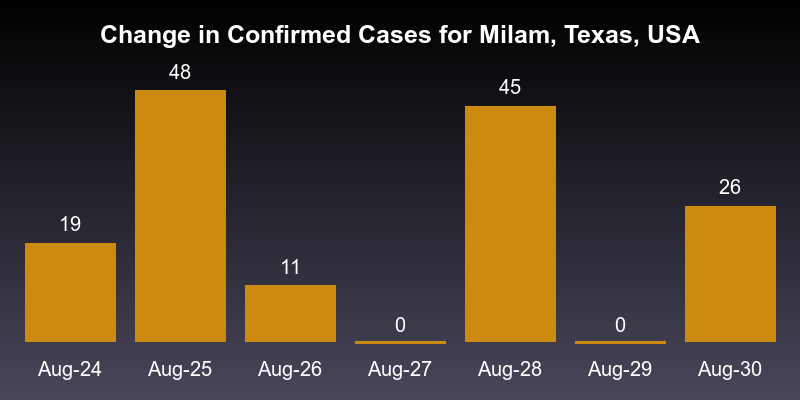 Change in Confirmed Cases for Milam, Texas, USA
19
48
11
0
45
0
26
Aug-24
Aug-25
Aug-26
Aug-27
Aug-28
Aug-29
Aug-30